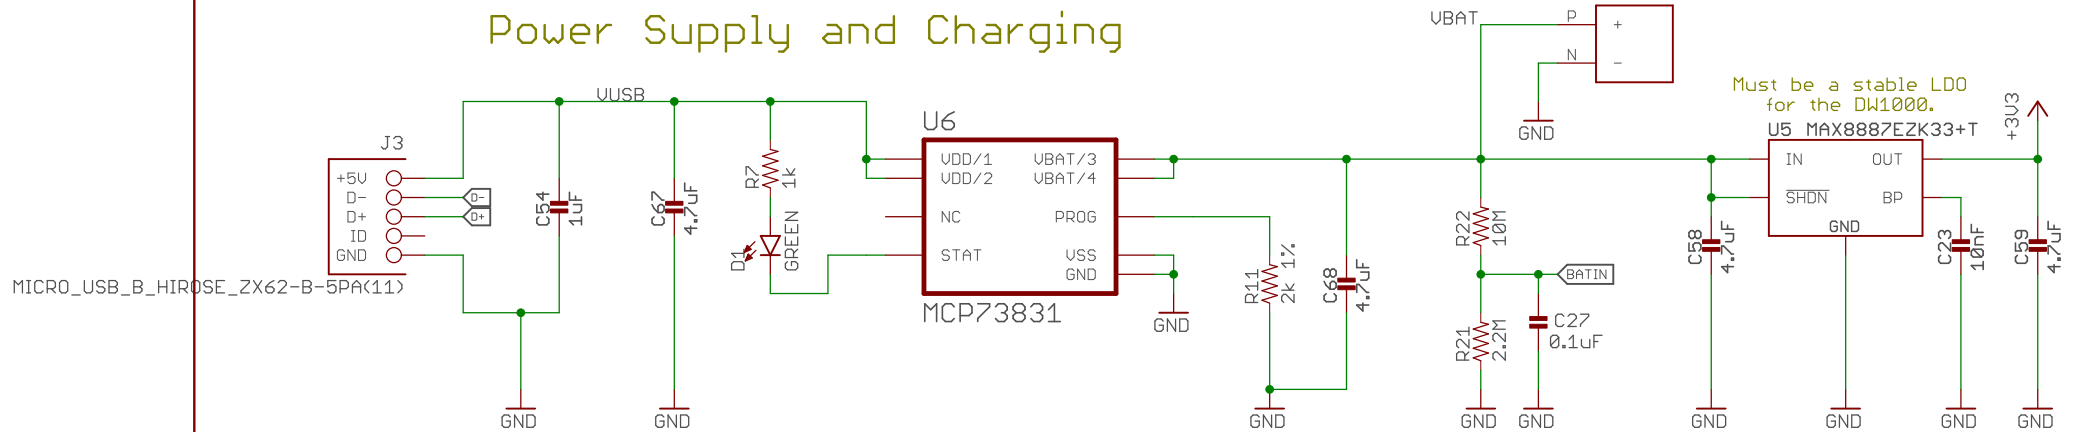 Power Supply and Charging
VBAT
P
+
N
-
GND
Must be a stable LDO
for the DW1000.
+3V3
VUSB
J3
+5V
D-
D+
ID
GND
D-
D+
MICRO_USB_B_HIROSE_ZX62-B-5PA(11)
GND
C54
1uF
C67
4.7uF
GND
R7
1k
D1
GREEN
U6
VDD/1
VDD/2
NC
STAT
VBAT/3
VBAT/4
PROG
VSS
GND
MCP73831
GND
R11
2k 1%
GND
C68
4.7uF
R22
10M
BATIN
R21
2.2M
GND
C27
0.1uF
GND
U5 MAX8887EZK33+T
IN
SHDN
OUT
BP
GND
C58
4.7uF
GND
GND
C23
10nF
GND
C59
4.7uF
GND